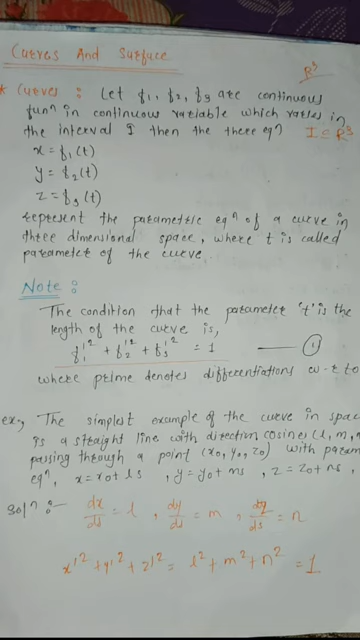 Curves And Surface
R³
* Curves : Let f₁, f₂, f₃ are continuous
funⁿ in continuous variable which varies in
the interval I then the three eqⁿ I ⊆ R³
x = f₁(t)
y = f₂(t)
z = f₃(t)
represent the parametric eqⁿ of a curve in
three dimensional space, where t is called
parameter of the curve.
Note :
The condition that the parameter 't' is the
length of the curve is,
f₁'² + f₂'² + f₃'² = 1 —— ①
where prime denotes differentiations w.r to
ex., The simplest example of the curve in spac
is a straight line with direction cosines (l, m, n
passing through a point (x₀, y₀, z₀) with param
eqⁿ, x = x₀ + ls , y = y₀ + ms , z = z₀ + ns ,
Solⁿ :- dx/ds = l , dy/ds = m , dy/ds = n
x'² + y'² + z'² = l² + m² + n² = 1